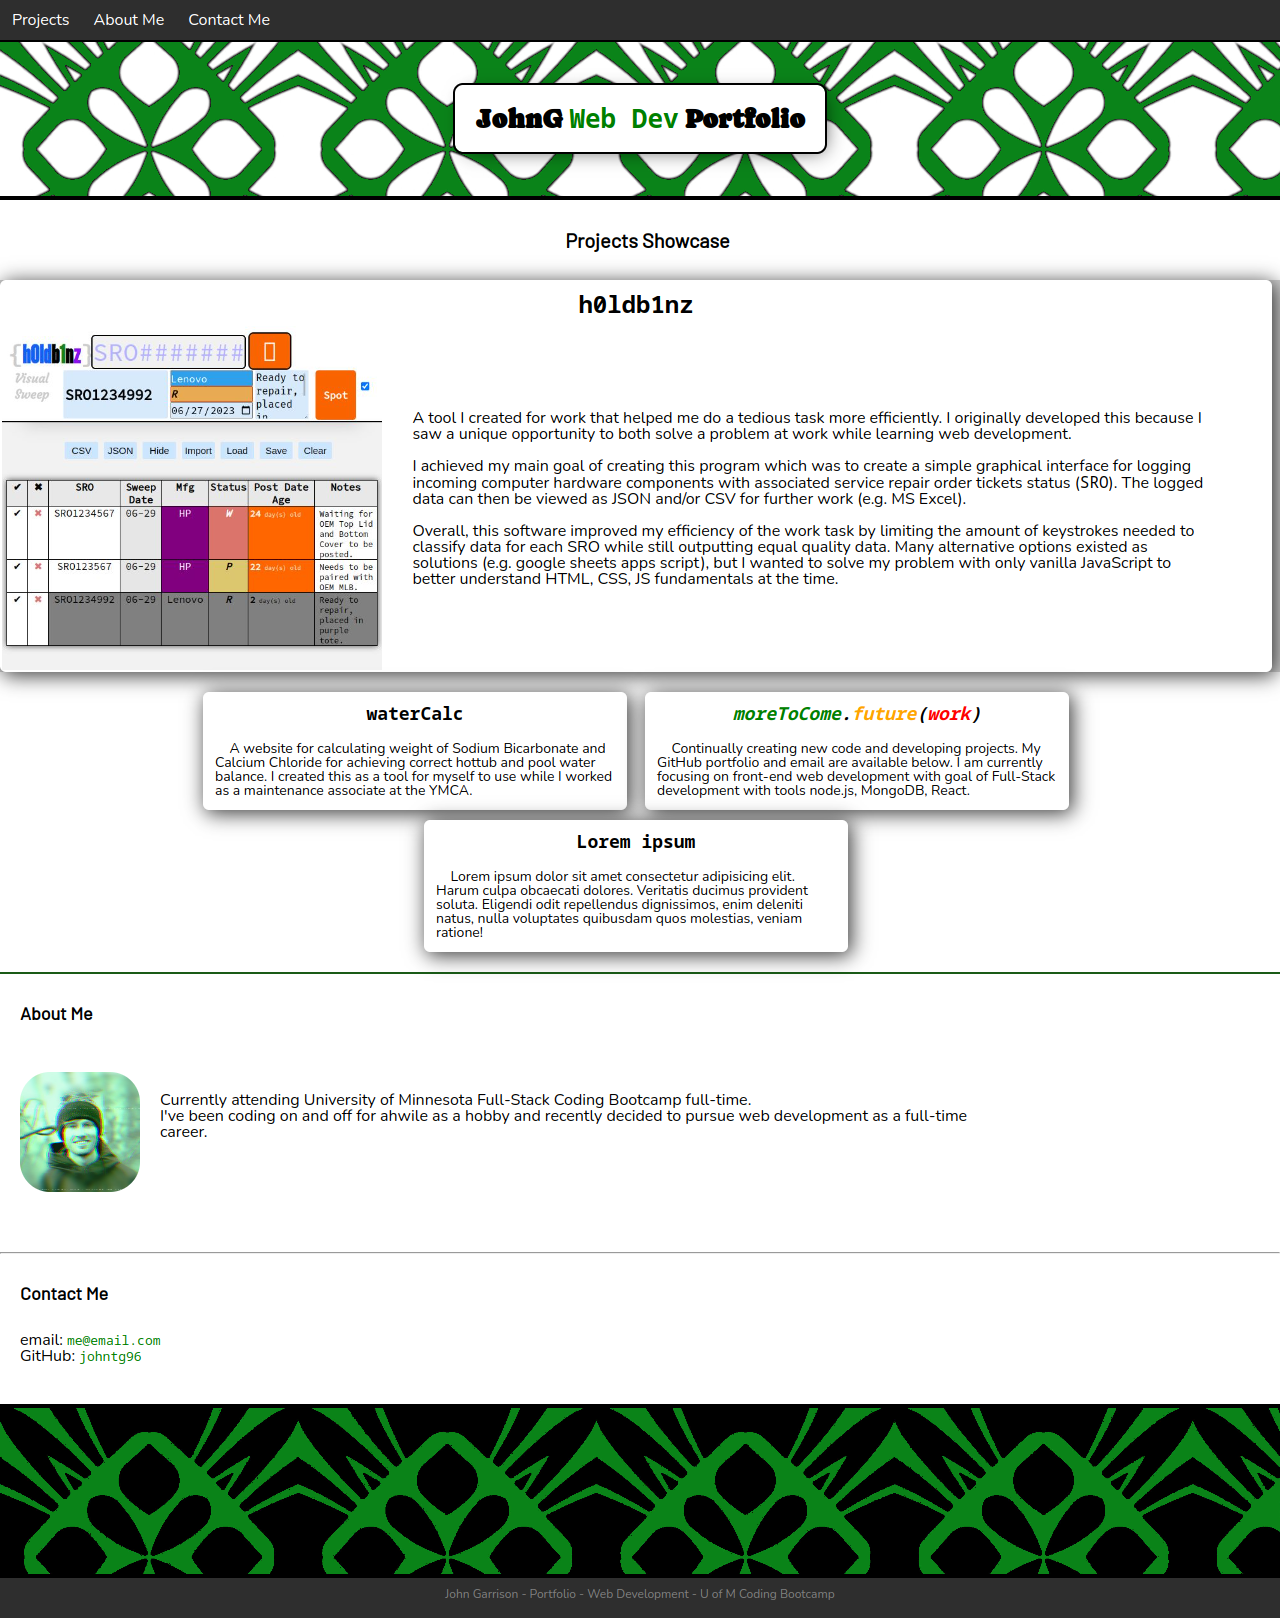 Projects About Me Contact Me
JohnG Web Dev Portfolio
Projects Showcase
h0ldb1nz
{h0ldb1nz} SRO#######
Visual
Sweep
SRO1234992
Lenovo
R
06/27/2023
Ready to
repair,
placed
in
Spot
CSV JSON Hide Import Load Save Clear
✔ ✖ SRO Sweep Date Mfg Status Post Date Age Notes
✔ ✖ SRO1234567 06-29 HP W 24 day(s) old Waiting for
OEM Top Lid
and Bottom
Cover to be
posted.
✔ ✖ SRO123567 06-29 HP P 22 day(s) old Needs to be
paired with
OEM MLB.
✔ ✖ SRO1234992 06-29 Lenovo R 2 day(s) old Ready to
repair,
placed in
purple
tote.
A tool I created for work that helped me do a tedious task more efficiently. I originally developed this because I
saw a unique opportunity to both solve a problem at work while learning web development.
I achieved my main goal of creating this program which was to create a simple graphical interface for logging
incoming computer hardware components with associated service repair order tickets status (SRO). The logged
data can then be viewed as JSON and/or CSV for further work (e.g. MS Excel).
Overall, this software improved my efficiency of the work task by limiting the amount of keystrokes needed to
classify data for each SRO while still outputting equal quality data. Many alternative options existed as
solutions (e.g. google sheets apps script), but I wanted to solve my problem with only vanilla JavaScript to
better understand HTML, CSS, JS fundamentals at the time.
waterCalc
A website for calculating weight of Sodium Bicarbonate and
Calcium Chloride for achieving correct hottub and pool water
balance. I created this as a tool for myself to use while I worked
as a maintenance associate at the YMCA.
moreToCome.future(work)
Continually creating new code and developing projects. My
GitHub portfolio and email are available below. I am currently
focusing on front-end web development with goal of Full-Stack
development with tools node.js, MongoDB, React.
Lorem ipsum
Lorem ipsum dolor sit amet consectetur adipisicing elit.
Harum culpa obcaecati dolores. Veritatis ducimus provident
soluta. Eligendi odit repellendus dignissimos, enim deleniti
natus, nulla voluptates quibusdam quos molestias, veniam
ratione!
About Me
Currently attending University of Minnesota Full-Stack Coding Bootcamp full-time.
I've been coding on and off for ahwile as a hobby and recently decided to pursue web development as a full-time
career.
Contact Me
email: me@email.com
GitHub: johntg96
John Garrison - Portfolio - Web Development - U of M Coding Bootcamp